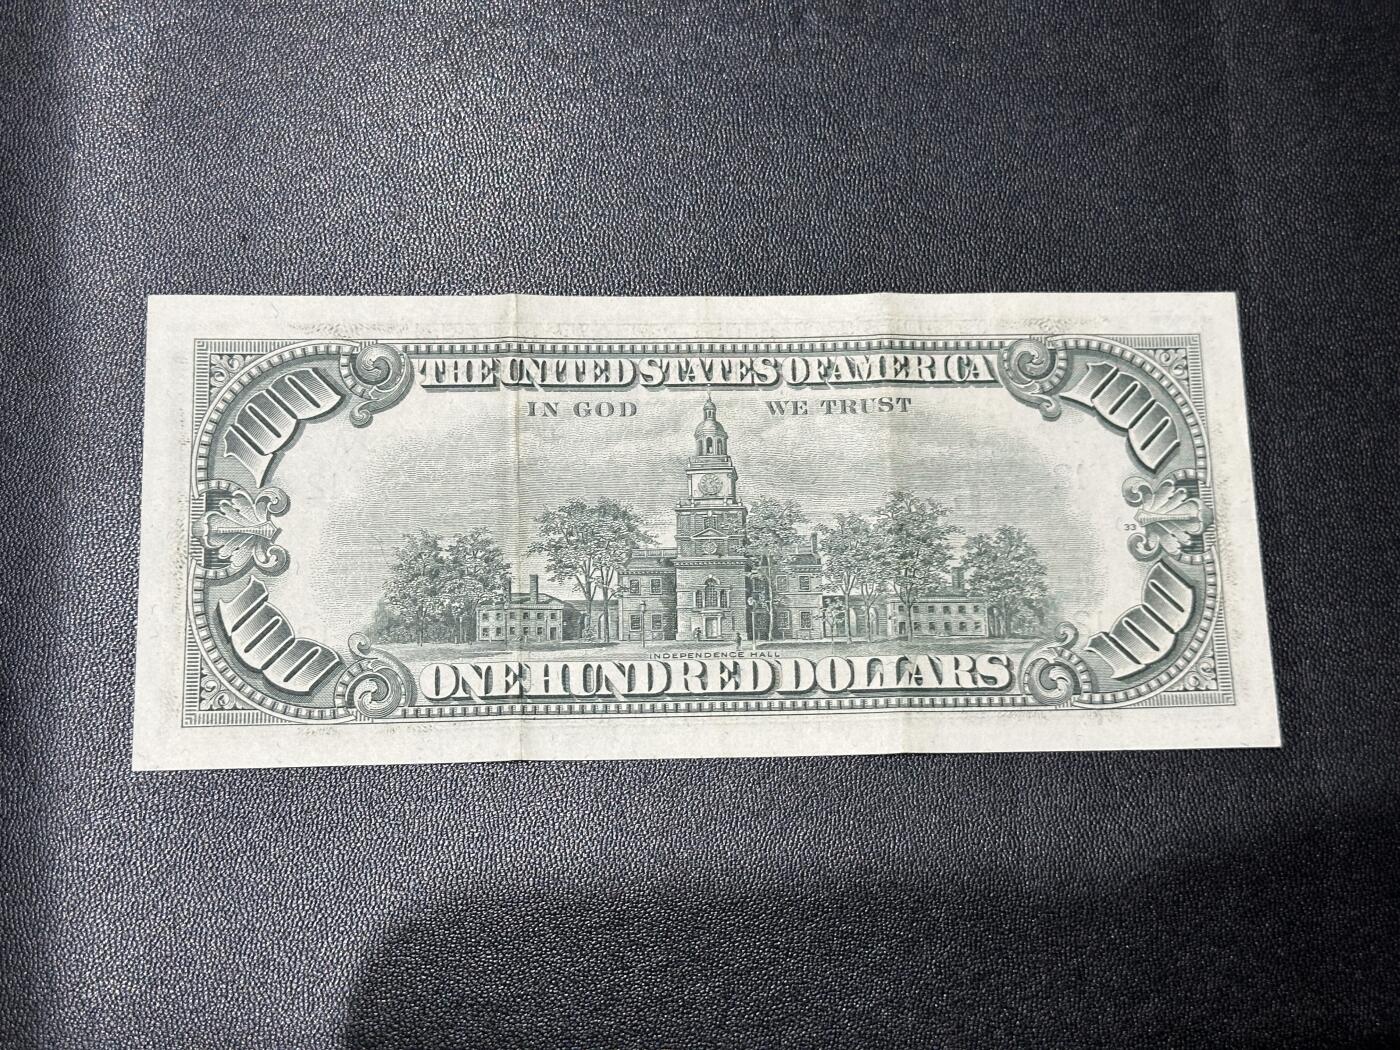 THE UNITED STATES OF AMERICA
IN GOD WE TRUST
100
100
33
100
100
INDEPENDENCE HALL
ONE HUNDRED DOLLARS